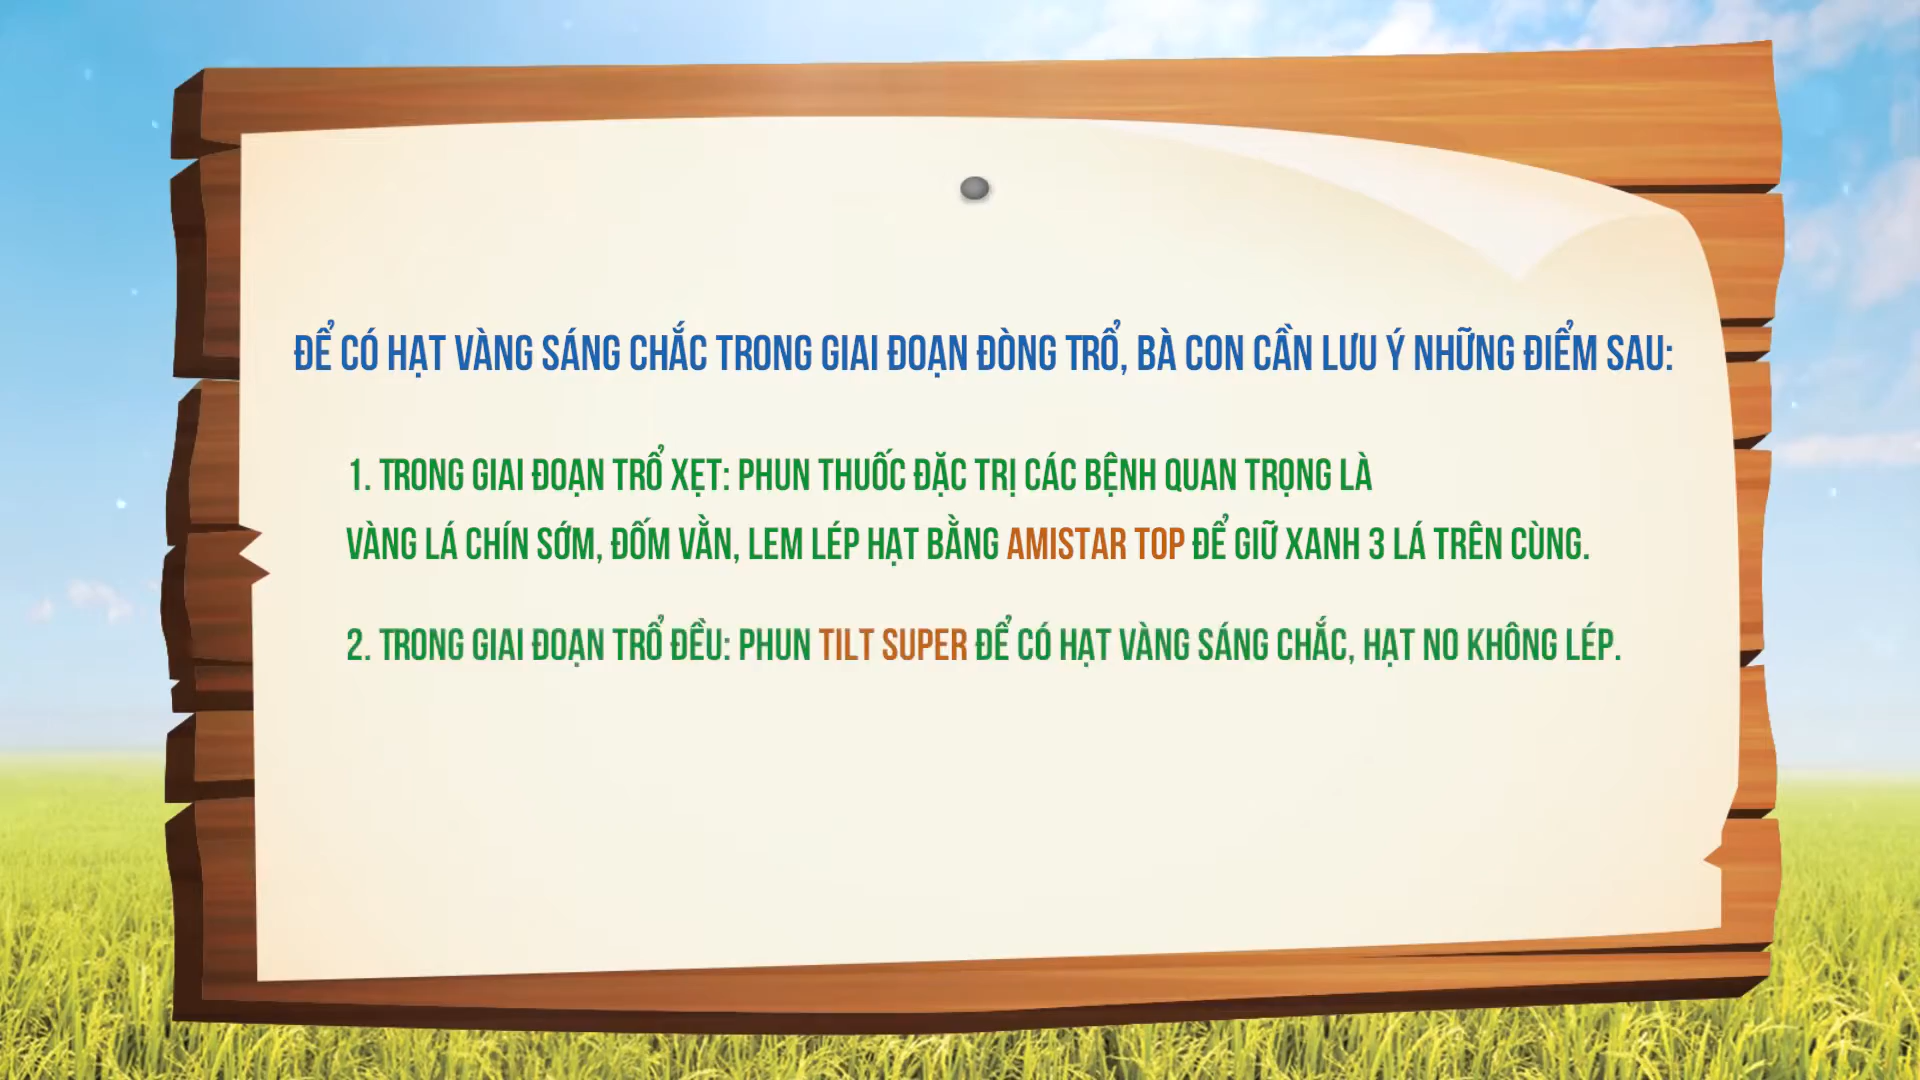 ĐỂ CÓ HẠT VÀNG SÁNG CHẮC TRONG GIAI ĐOẠN ĐÒNG TRỔ, BÀ CON CẦN LƯU Ý NHỮNG ĐIỂM SAU:
1. TRONG GIAI ĐOẠN TRỔ XẸT: PHUN THUỐC ĐẶC TRỊ CÁC BỆNH QUAN TRỌNG LÀ
VÀNG LÁ CHÍN SỚM, ĐỐM VẰN, LEM LÉP HẠT BẰNG AMISTAR TOP ĐỂ GIỮ XANH 3 LÁ TRÊN CÙNG.
2. TRONG GIAI ĐOẠN TRỔ ĐỀU: PHUN TILT SUPER ĐỂ CÓ HẠT VÀNG SÁNG CHẮC, HẠT NO KHÔNG LÉP.